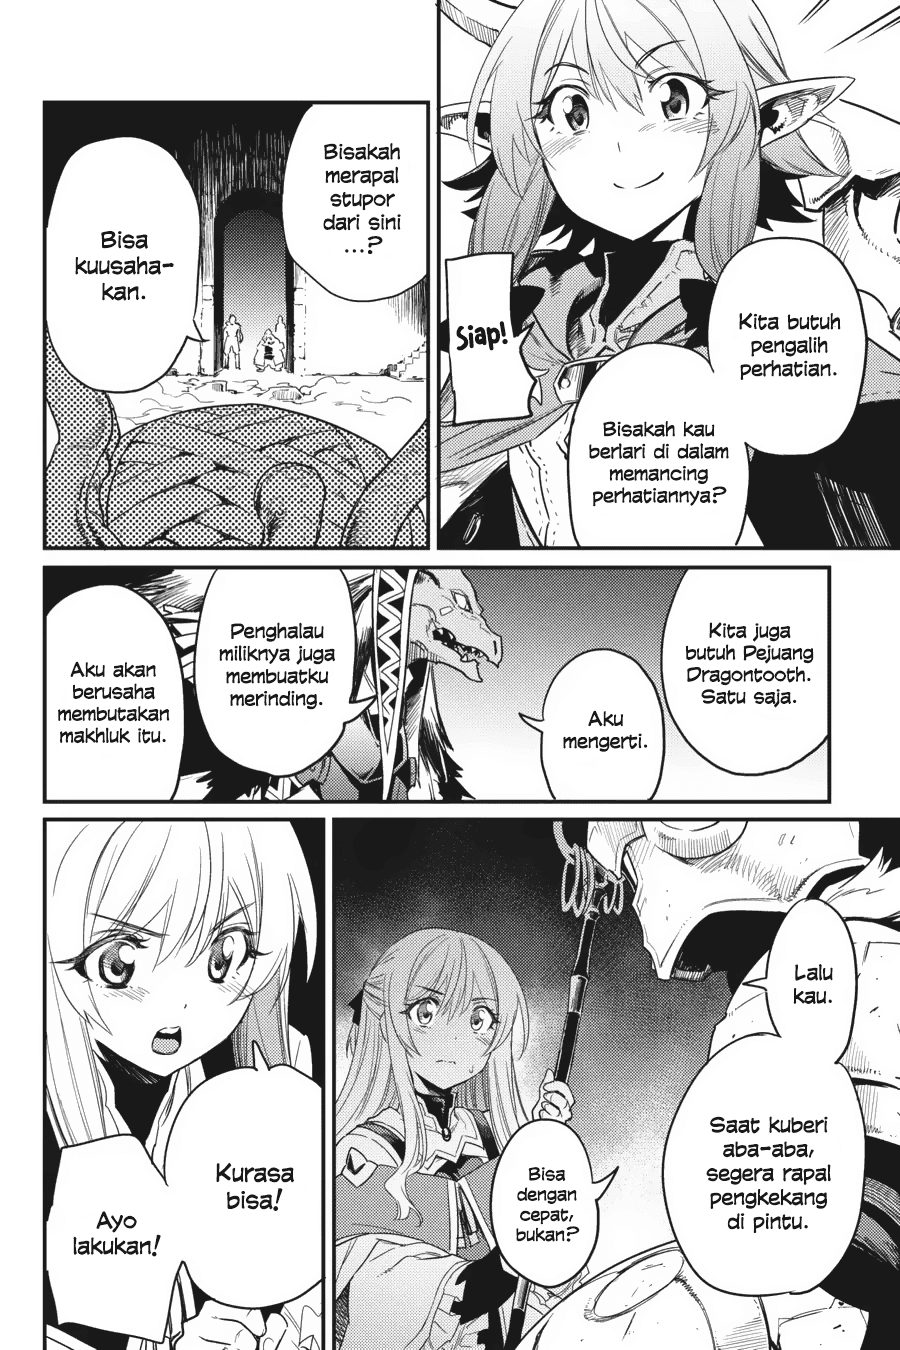 Kita butuh
pengalih
perhatian.
Bisakah kau
berlari di dalam
memancing
perhatiannya?
Siap!
Bisakah
merapal
stupor
dari sini
...?
Bisa
kuusaha-
kan.
Kita juga
butuh Pejuang
Dragontooth.
Satu saja.
Aku
mengerti.
Penghalau
miliknya juga
membuatku
merinding.
Aku akan
berusaha
membutakan
makhluk itu.
Lalu
kau.
Saat kuberi
aba-aba,
segera rapal
pengkekang
di pintu.
Bisa
dengan
cepat,
bukan?
Kurasa
bisa!
Ayo
lakukan!